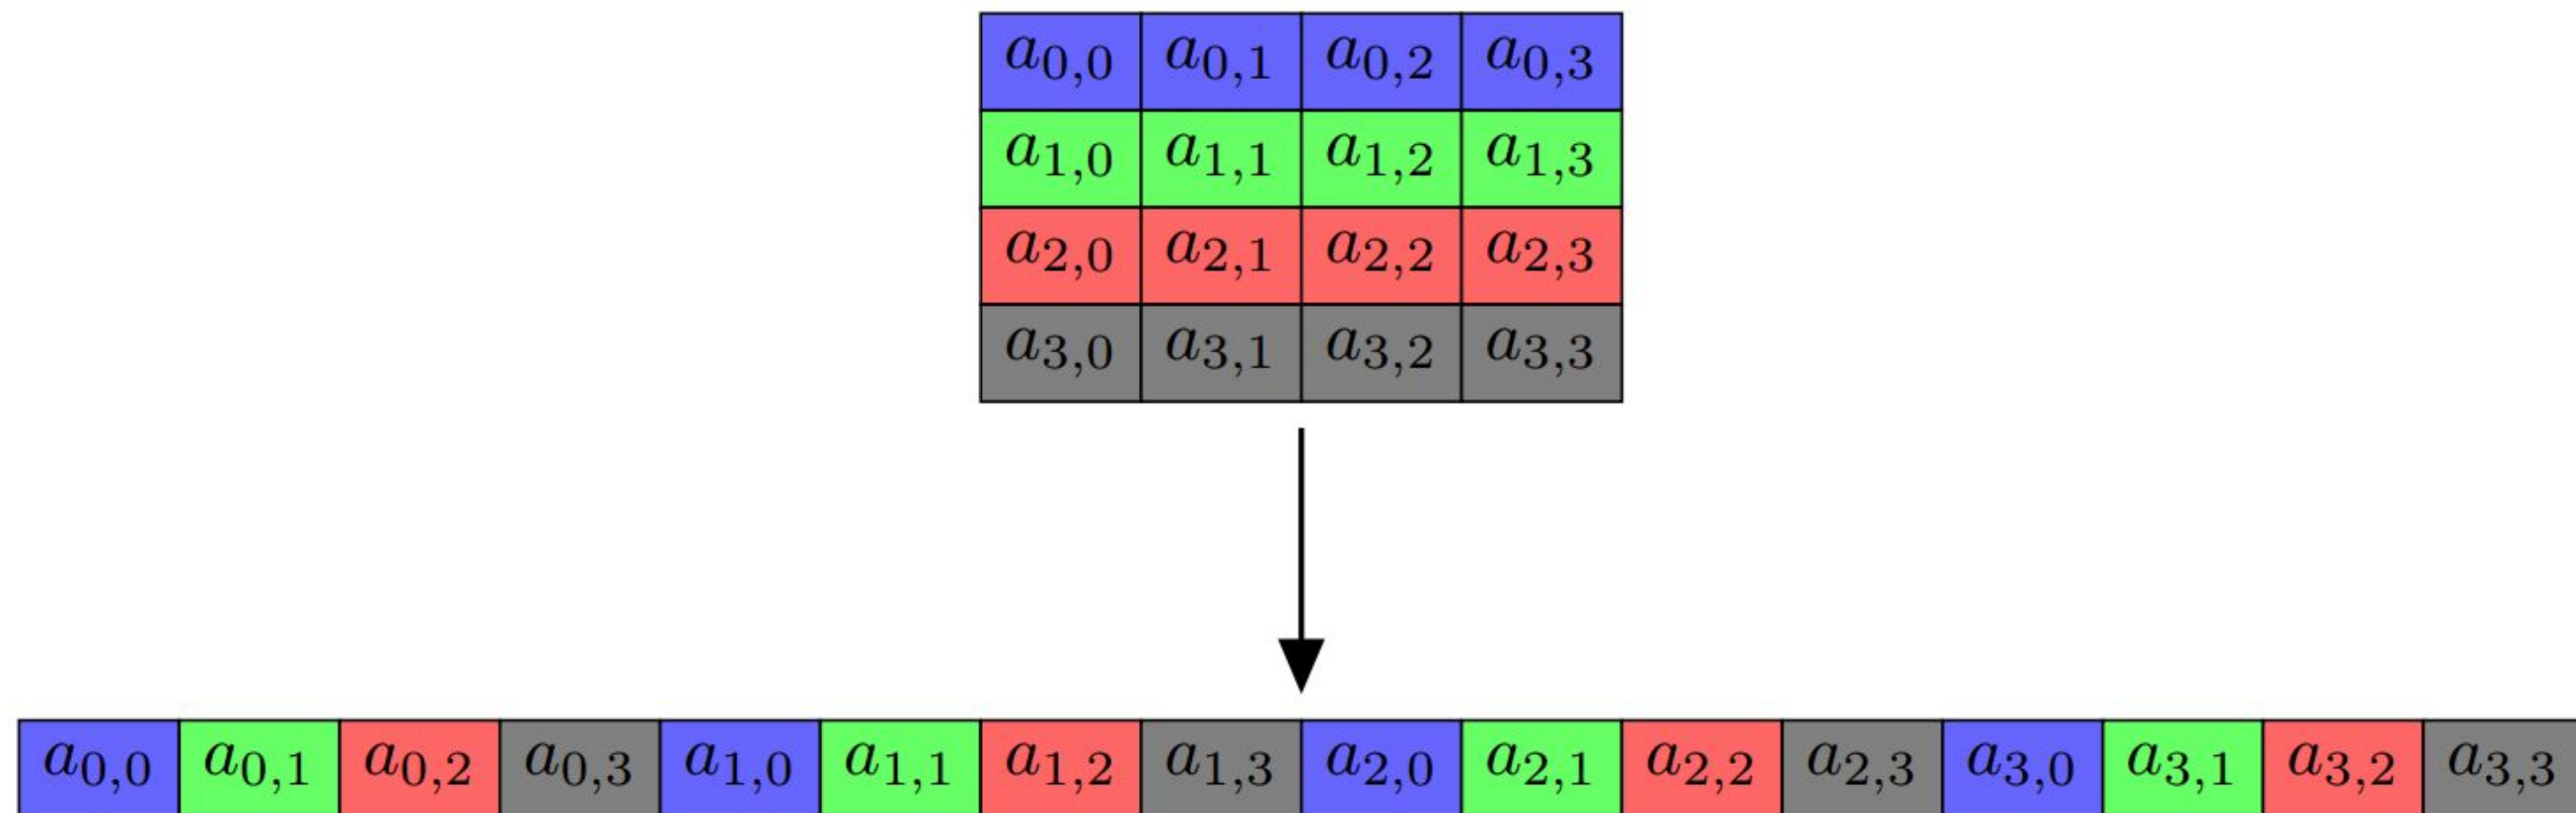 a0,0 a0,1 a0,2 a0,3
a1,0 a1,1 a1,2 a1,3
a2,0 a2,1 a2,2 a2,3
a3,0 a3,1 a3,2 a3,3
a0,0 a0,1 a0,2 a0,3 a1,0 a1,1 a1,2 a1,3 a2,0 a2,1 a2,2 a2,3 a3,0 a3,1 a3,2 a3,3